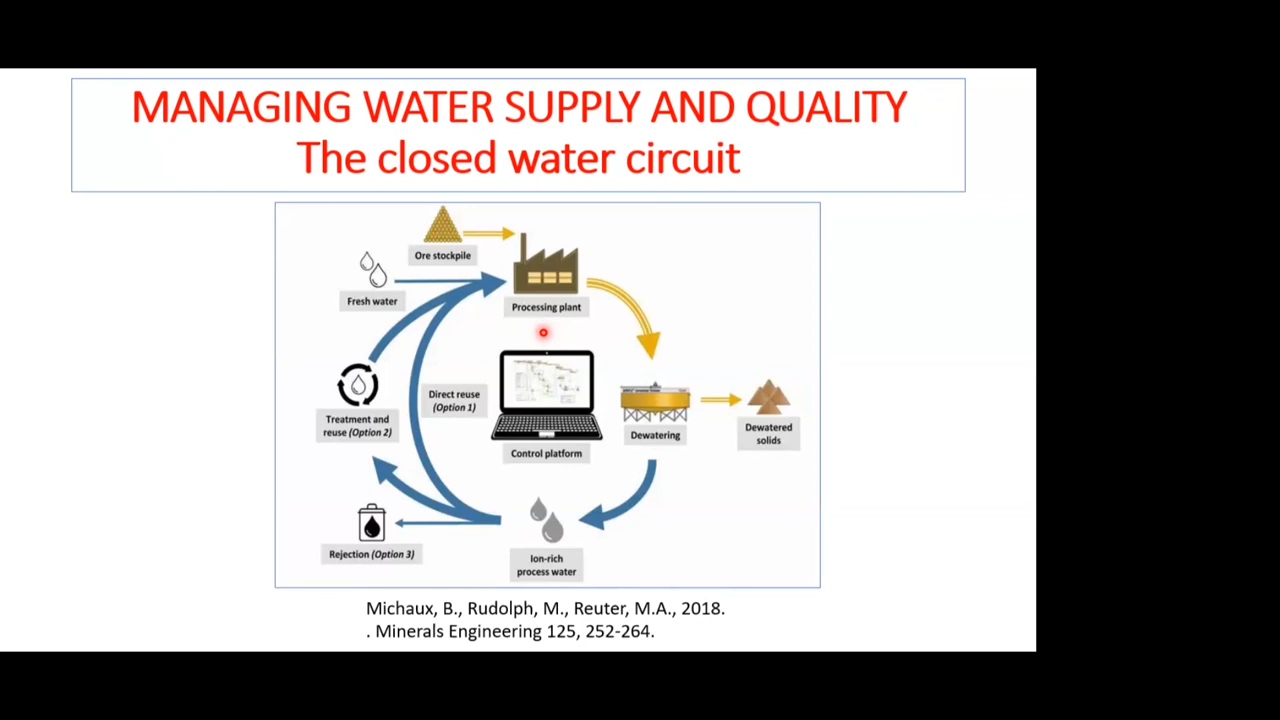 MANAGING WATER SUPPLY AND QUALITY
The closed water circuit
Ore stockpile
Fresh water
Processing plant
Direct reuse
(Option 1)
Treatment and
reuse (Option 2)
Control platform
Dewatering
Dewatered
solids
Rejection (Option 3)
Ion-rich
process water
Michaux, B., Rudolph, M., Reuter, M.A., 2018.
. Minerals Engineering 125, 252-264.